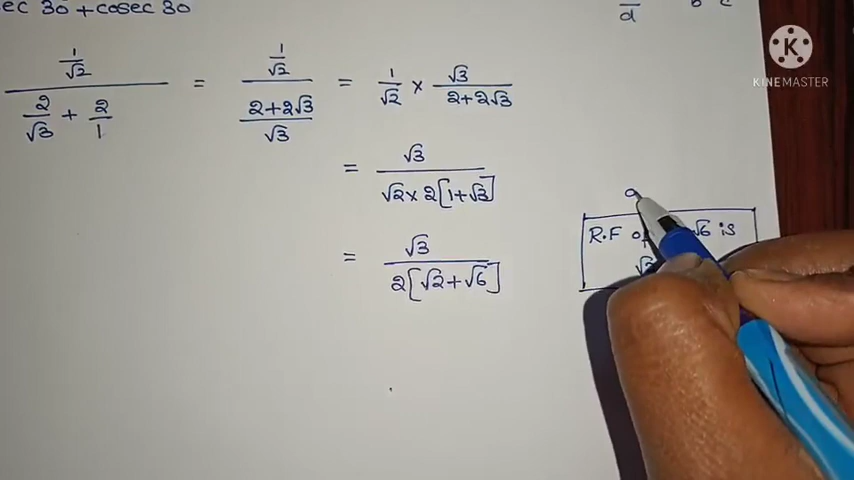 ec 30 + cosec 30
1/√2 / (2/√3 + 2/1) = 1/√2 / ((2+2√3)/√3) = 1/√2 × √3/(2+2√3)
= √3/(√2×2[1+√3])
= √3/(2[√2+√6])
R.F √6 is
KINEMASTER